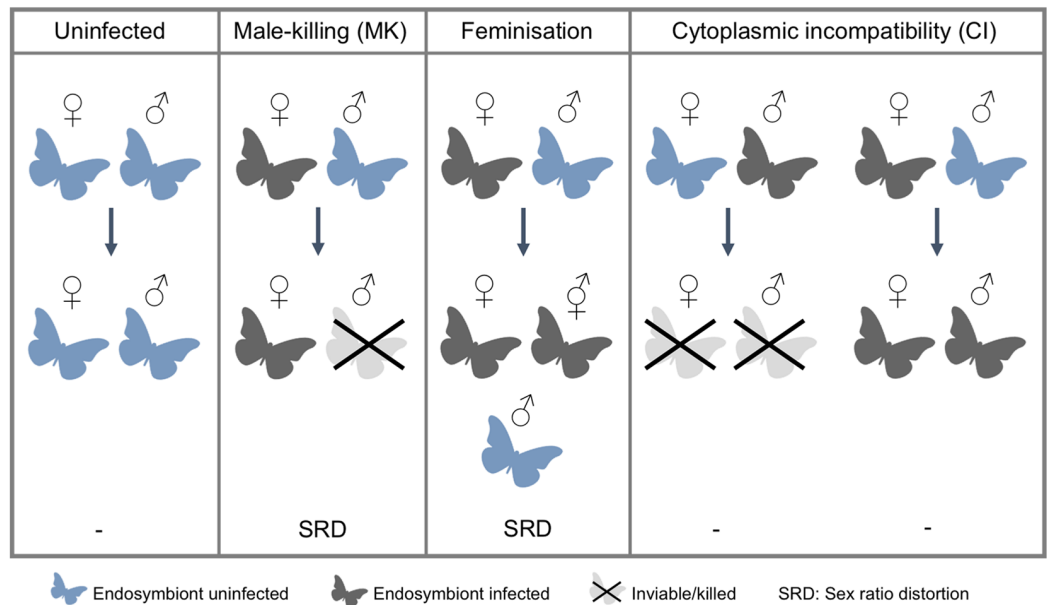 Uninfected
Male-killing (MK)
Feminisation
Cytoplasmic incompatibility (CI)
♀ ♂
♀ ♂
♀ ♂
♀ ♂
♀ ♂
♀ ♂
♀ ♂
♀ ⚥
♀ ♂
♀ ♂
♂
-
SRD
SRD
-
-
Endosymbiont uninfected
Endosymbiont infected
Inviable/killed
SRD: Sex ratio distortion